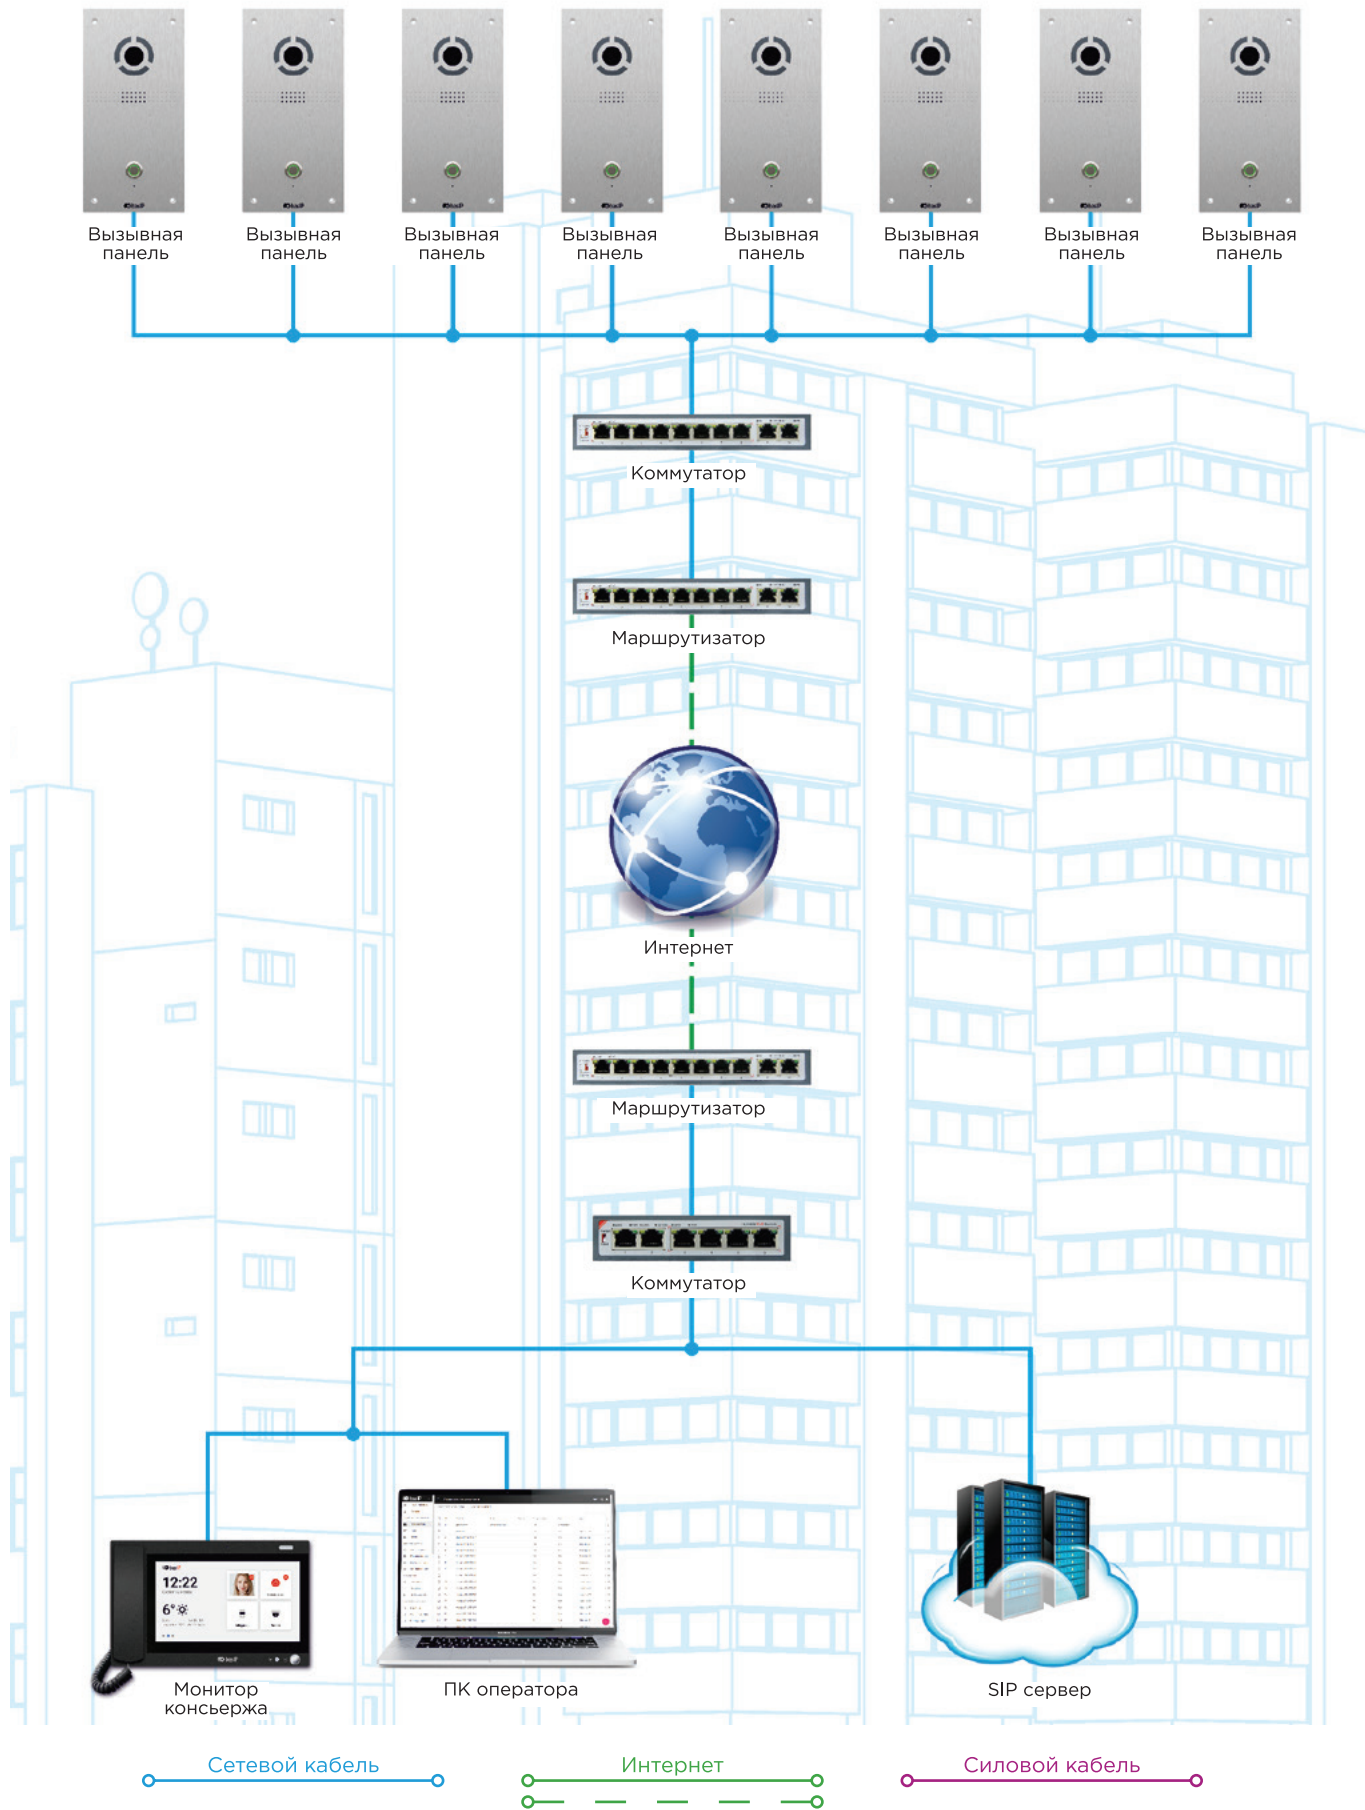 Вызывная
панель
Вызывная
панель
Вызывная
панель
Вызывная
панель
Вызывная
панель
Вызывная
панель
Вызывная
панель
Вызывная
панель
Коммутатор
Маршрутизатор
Интернет
Маршрутизатор
Коммутатор
12:22
6°
Монитор
консьержа
ПК оператора
SIP сервер
Сетевой кабель
Интернет
Силовой кабель